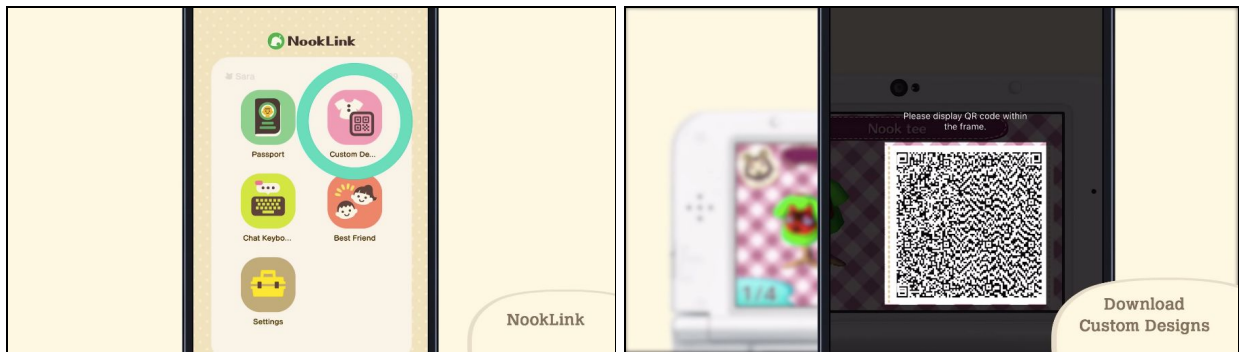 NookLink
Sara
Passport
Custom De...
Chat Keybo...
Best Friend
Settings
NookLink
Please display QR code within
the frame.
Nook tee
1/4
Download
Custom Designs